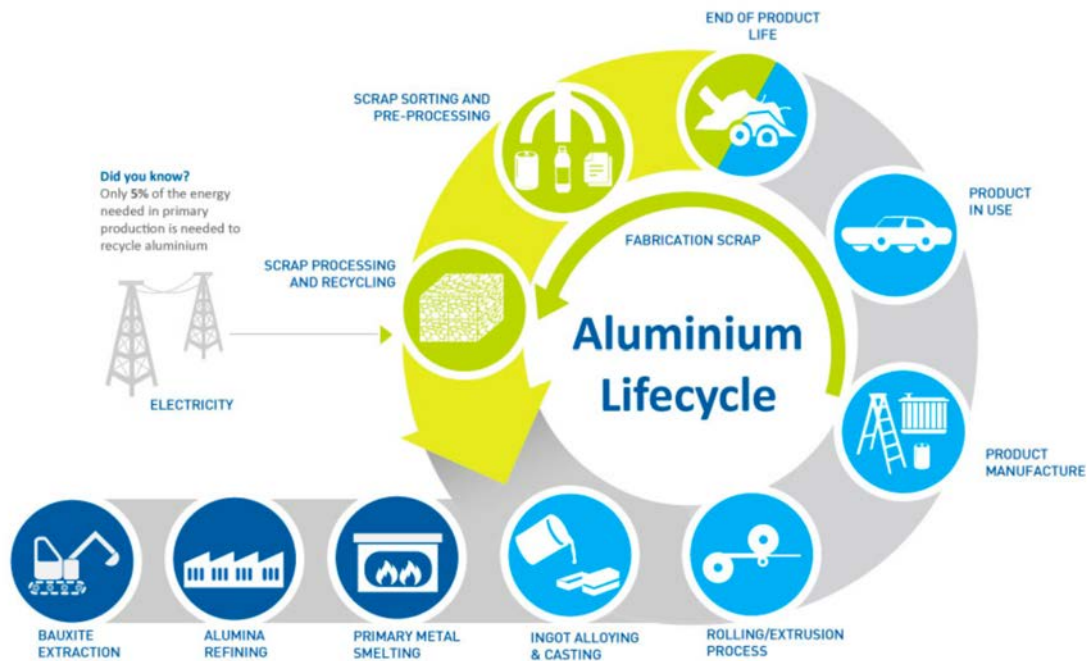 END OF PRODUCT
LIFE
SCRAP SORTING AND
PRE-PROCESSING
Did you know?
Only 5% of the energy
needed in primary
production is needed to
recycle aluminium
PRODUCT
IN USE
FABRICATION SCRAP
SCRAP PROCESSING
AND RECYCLING
Aluminium
Lifecycle
ELECTRICITY
PRODUCT
MANUFACTURE
BAUXITE
EXTRACTION
ALUMINA
REFINING
PRIMARY METAL
SMELTING
INGOT ALLOYING
& CASTING
ROLLING/EXTRUSION
PROCESS